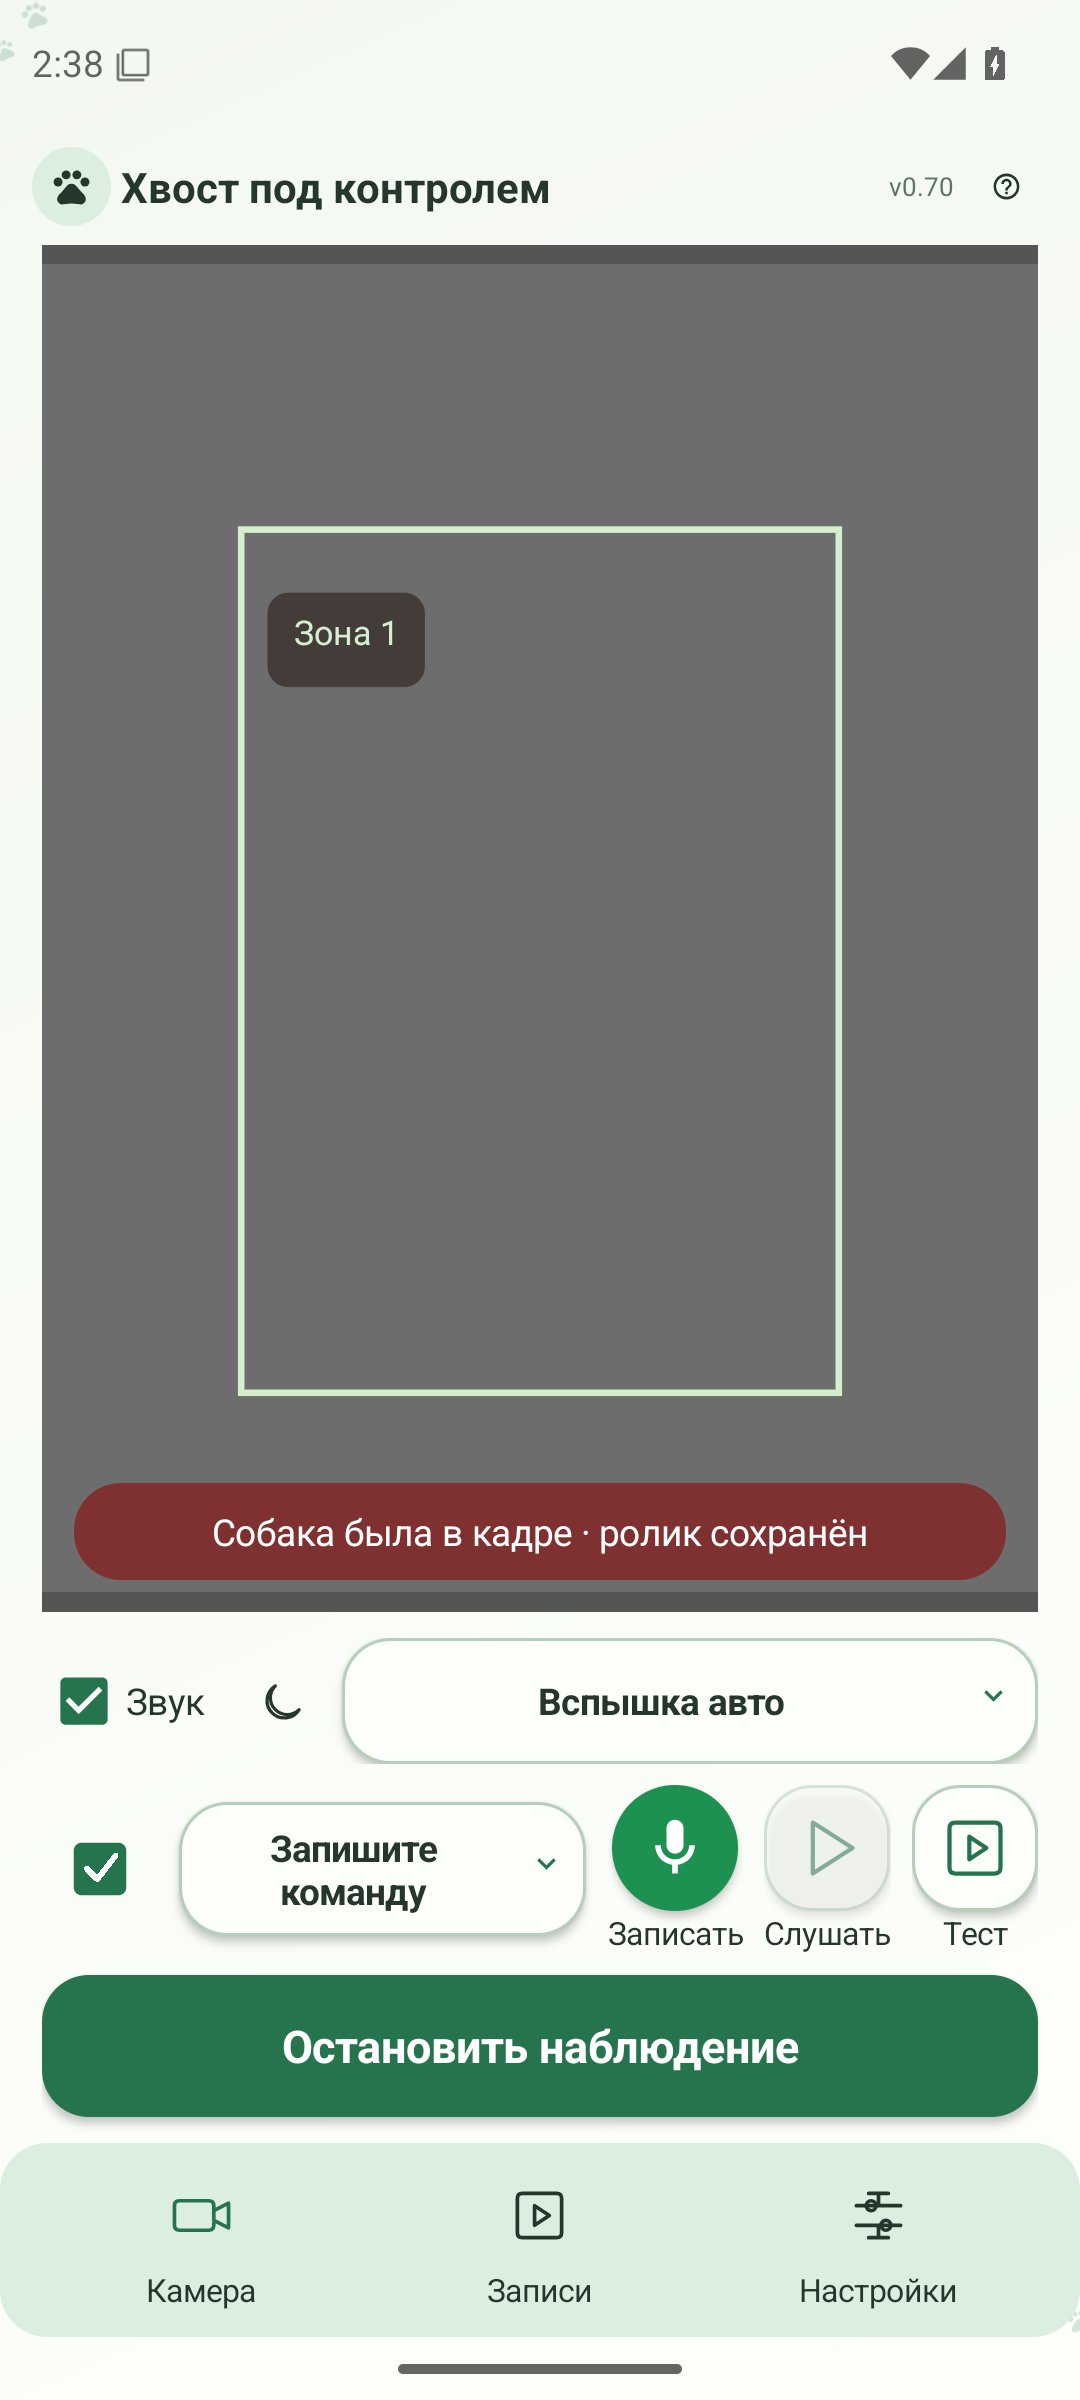 2:38
Хвост под контролем
v0.70
Зона 1
Собака была в кадре · ролик сохранён
Звук
Вспышка авто
Запишите
команду
Записать
Слушать
Тест
Остановить наблюдение
Камера
Записи
Настройки